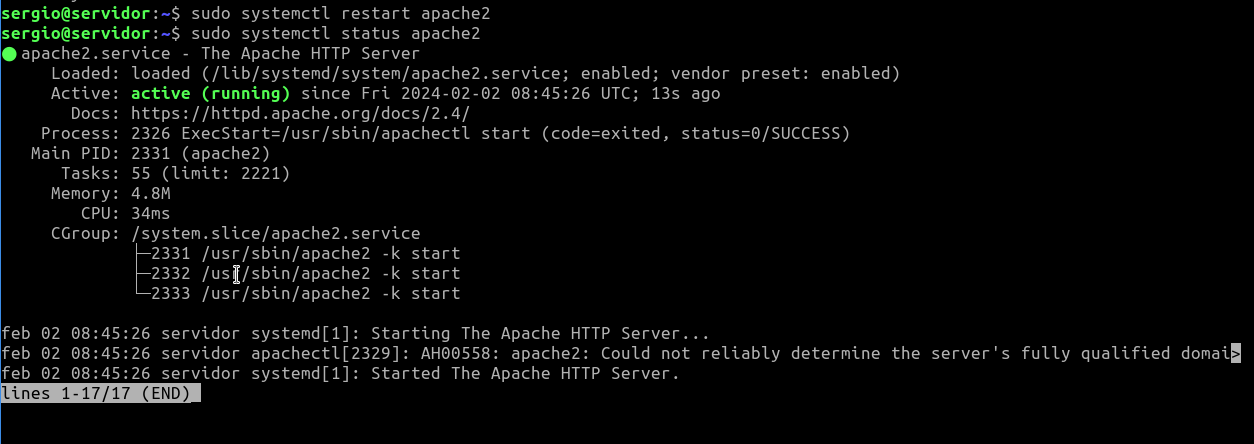 sergio@servidor:~$ sudo systemctl restart apache2
sergio@servidor:~$ sudo systemctl status apache2
● apache2.service - The Apache HTTP Server
     Loaded: loaded (/lib/systemd/system/apache2.service; enabled; vendor preset: enabled)
     Active: active (running) since Fri 2024-02-02 08:45:26 UTC; 13s ago
       Docs: https://httpd.apache.org/docs/2.4/
    Process: 2326 ExecStart=/usr/sbin/apachectl start (code=exited, status=0/SUCCESS)
   Main PID: 2331 (apache2)
      Tasks: 55 (limit: 2221)
     Memory: 4.8M
        CPU: 34ms
     CGroup: /system.slice/apache2.service
             ├─2331 /usr/sbin/apache2 -k start
             ├─2332 /usr/sbin/apache2 -k start
             └─2333 /usr/sbin/apache2 -k start

feb 02 08:45:26 servidor systemd[1]: Starting The Apache HTTP Server...
feb 02 08:45:26 servidor apachectl[2329]: AH00558: apache2: Could not reliably determine the server's fully qualified domai>
feb 02 08:45:26 servidor systemd[1]: Started The Apache HTTP Server.
lines 1-17/17 (END)